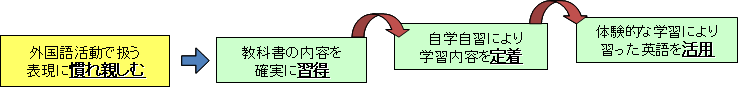 外国語活動で扱う
表現に慣れ親しむ
教科書の内容を
確実に習得
自学自習により
学習内容を定着
体験的な学習により
習った英語を活用